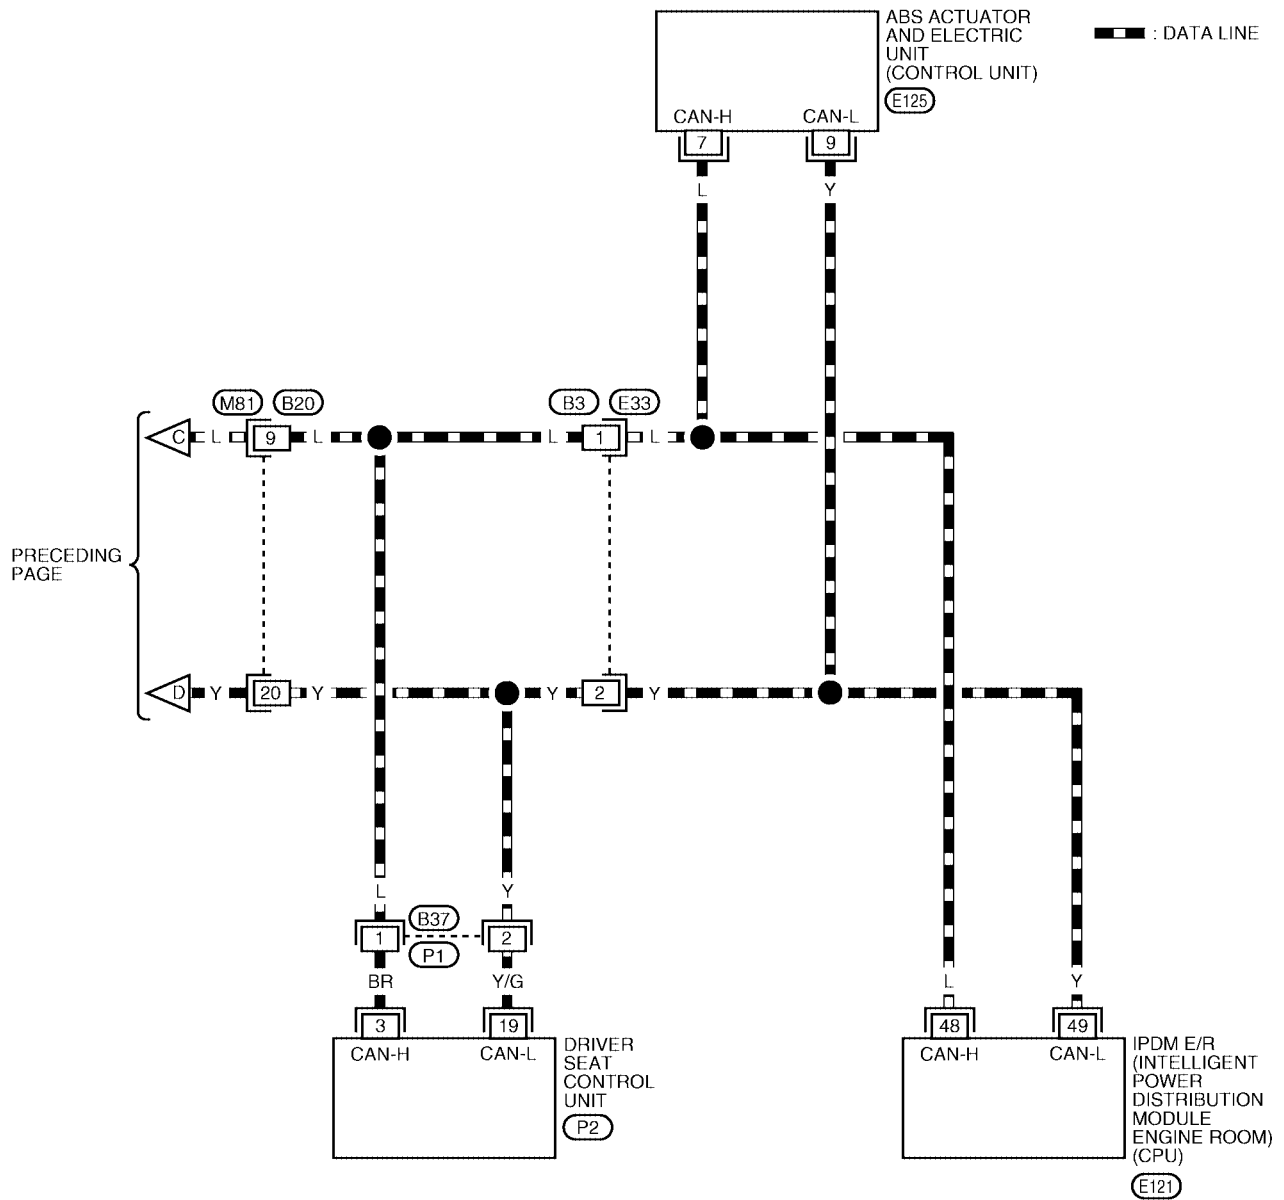 ABS ACTUATOR
AND ELECTRIC
UNIT
(CONTROL UNIT)
E125
: DATA LINE
CAN-H CAN-L
7 9
L Y
M81 B20 B3 E33
C L 9 L L 1 L
PRECEDING
PAGE
D Y 20 Y Y 2 Y
L Y
1 B37 2
P1
BR Y/G
L Y
3 19
CAN-H CAN-L
DRIVER
SEAT
CONTROL
UNIT
P2
48 49
CAN-H CAN-L
IPDM E/R
(INTELLIGENT
POWER
DISTRIBUTION
MODULE
ENGINE ROOM)
(CPU)
E121